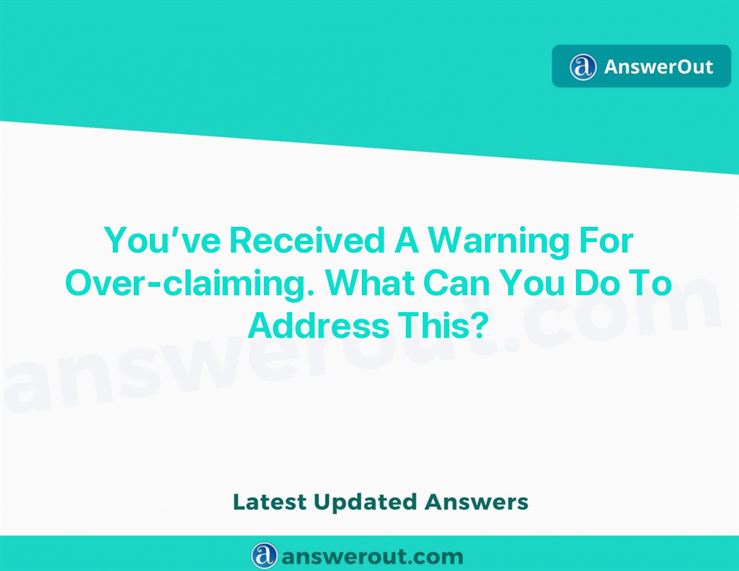 AnswerOut
You’ve Received A Warning For
Over-claiming. What Can You Do To
Address This?
answerout.com
Latest Updated Answers
answerout.com